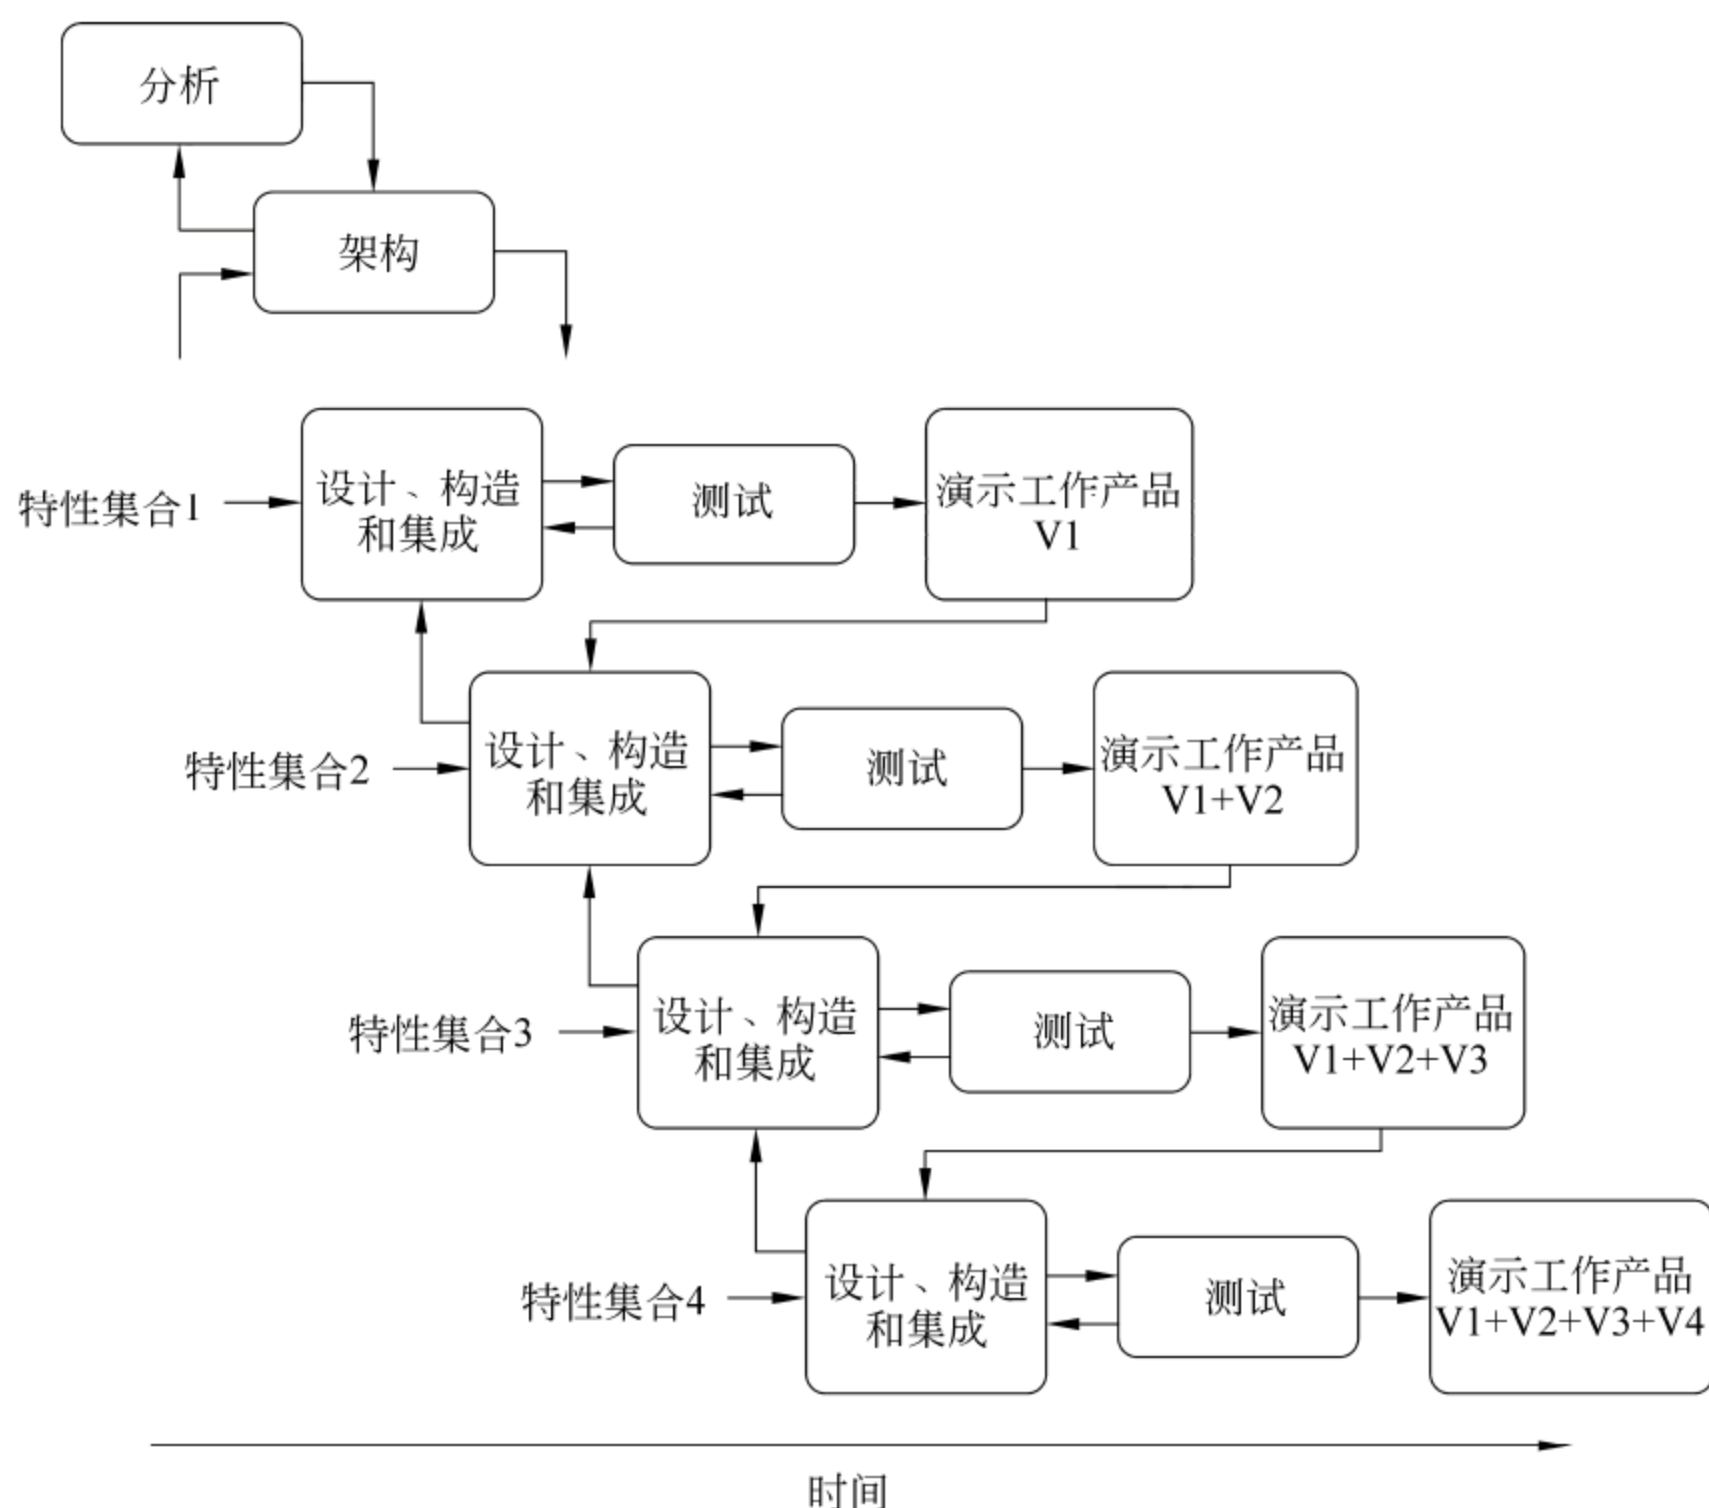 分析
架构
特性集合1
设计、构造
和集成
测试
演示工作产品
V1
特性集合2
设计、构造
和集成
测试
演示工作产品
V1+V2
特性集合3
设计、构造
和集成
测试
演示工作产品
V1+V2+V3
特性集合4
设计、构造
和集成
测试
演示工作产品
V1+V2+V3+V4
时间